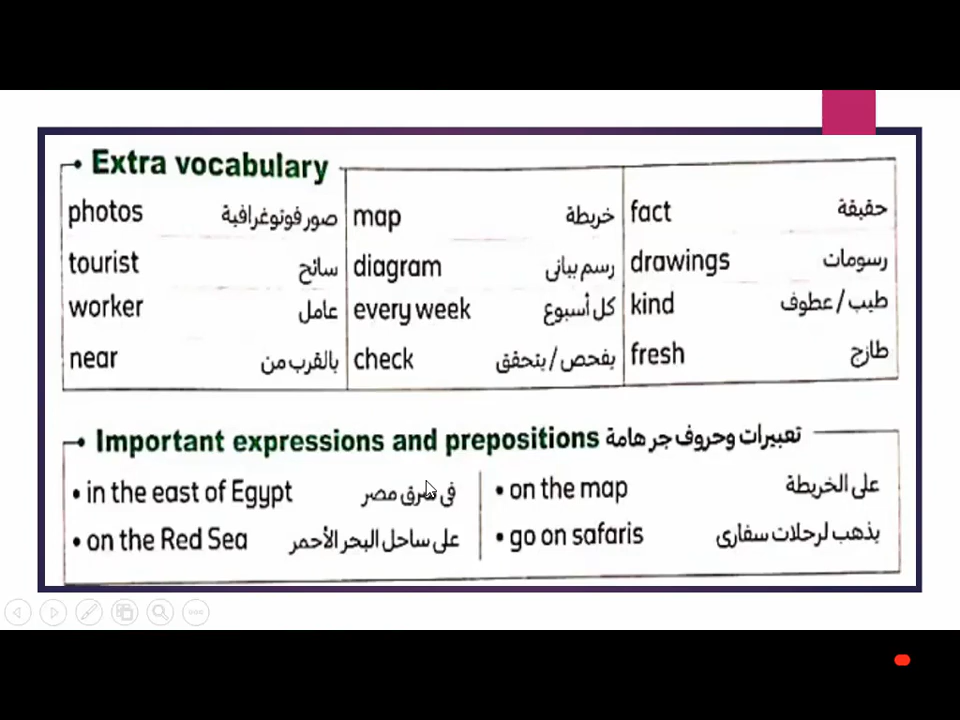 Extra vocabulary
photos صور فوتوغرافية map خريطة fact حقيقة
tourist سائح diagram رسم بيانى drawings رسومات
worker عامل every week كل أسبوع kind طيب / عطوف
near بالقرب من check يفحص / يتحقق fresh طازج
Important expressions and prepositions تعبيرات وحروف جر هامة
• in the east of Egypt فى شرق مصر • on the map على الخريطة
• on the Red Sea على ساحل البحر الأحمر • go on safaris يذهب لرحلات سفارى